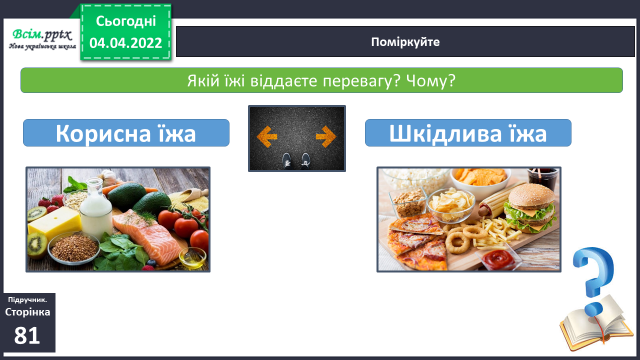 Всім.pptx
Нова українська школа
Сьогодні
04.04.2022
Поміркуйте
Якій їжі віддаєте перевагу? Чому?
Корисна їжа
Шкідлива їжа
Підручник.
Сторінка
81